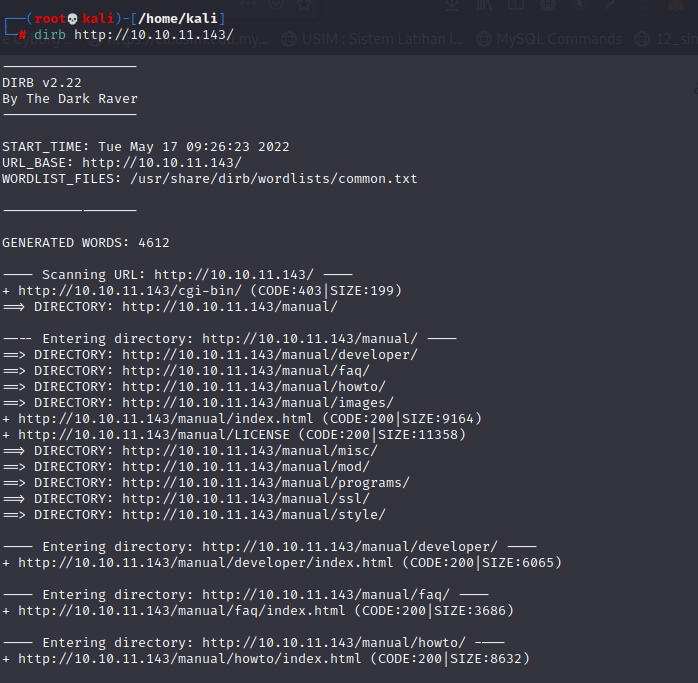 (root💀kali)-[/home/kali]
# dirb http://10.10.11.143/
my...
USIM : Sistem Latihan I...
MySQL Commands
-----------------
DIRB v2.22
By The Dark Raver
-----------------
START_TIME: Tue May 17 09:26:23 2022
URL_BASE: http://10.10.11.143/
WORDLIST_FILES: /usr/share/dirb/wordlists/common.txt
-----------------
GENERATED WORDS: 4612
---- Scanning URL: http://10.10.11.143/ ----
+ http://10.10.11.143/cgi-bin/ (CODE:403|SIZE:199)
==> DIRECTORY: http://10.10.11.143/manual/
---- Entering directory: http://10.10.11.143/manual/ ----
==> DIRECTORY: http://10.10.11.143/manual/developer/
==> DIRECTORY: http://10.10.11.143/manual/faq/
==> DIRECTORY: http://10.10.11.143/manual/howto/
==> DIRECTORY: http://10.10.11.143/manual/images/
+ http://10.10.11.143/manual/index.html (CODE:200|SIZE:9164)
+ http://10.10.11.143/manual/LICENSE (CODE:200|SIZE:11358)
==> DIRECTORY: http://10.10.11.143/manual/misc/
==> DIRECTORY: http://10.10.11.143/manual/mod/
==> DIRECTORY: http://10.10.11.143/manual/programs/
==> DIRECTORY: http://10.10.11.143/manual/ssl/
==> DIRECTORY: http://10.10.11.143/manual/style/
---- Entering directory: http://10.10.11.143/manual/developer/ ----
+ http://10.10.11.143/manual/developer/index.html (CODE:200|SIZE:6065)
---- Entering directory: http://10.10.11.143/manual/faq/ ----
+ http://10.10.11.143/manual/faq/index.html (CODE:200|SIZE:3686)
---- Entering directory: http://10.10.11.143/manual/howto/ ----
+ http://10.10.11.143/manual/howto/index.html (CODE:200|SIZE:8632)